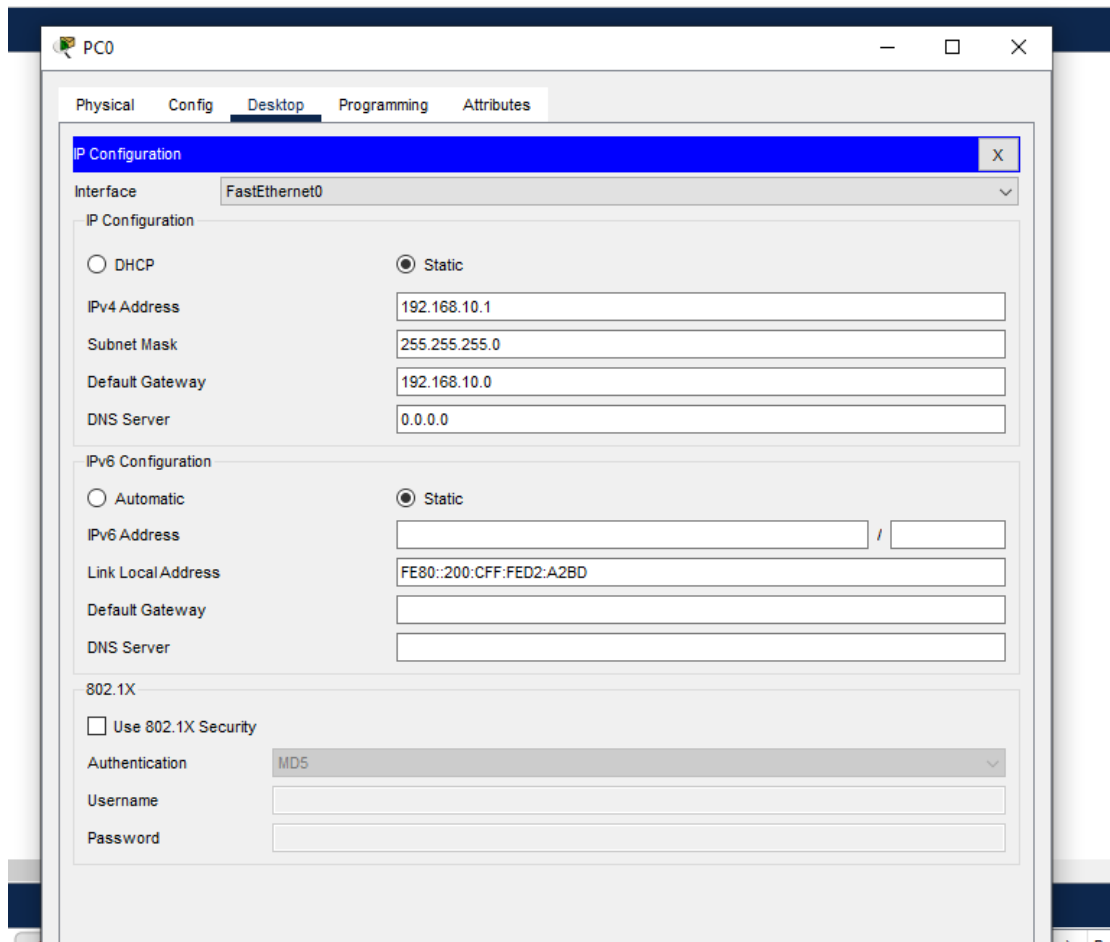 PC0
Physical Config Desktop Programming Attributes
IP Configuration X
Interface FastEthernet0
IP Configuration
DHCP Static
IPv4 Address 192.168.10.1
Subnet Mask 255.255.255.0
Default Gateway 192.168.10.0
DNS Server 0.0.0.0
IPv6 Configuration
Automatic Static
IPv6 Address /
Link Local Address FE80::200:CFF:FED2:A2BD
Default Gateway
DNS Server
802.1X
Use 802.1X Security
Authentication MD5
Username
Password